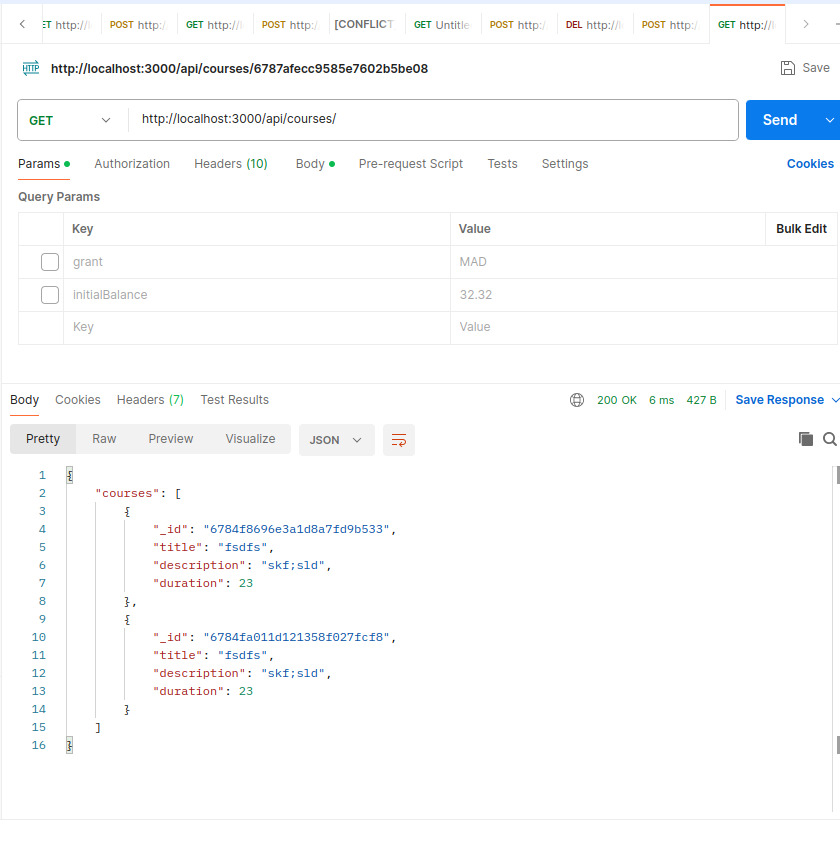 ET http://l POST http:/ GET http://l POST http:/ [CONFLICT GET Untitle POST http:/ DEL http://l POST http:/ GET http://l
HTTP http://localhost:3000/api/courses/6787afecc9585e7602b5be08 Save
GET http://localhost:3000/api/courses/ Send
Params Authorization Headers (10) Body Pre-request Script Tests Settings Cookies
Query Params
Key Value Bulk Edit
grant MAD
initialBalance 32.32
Key Value
Body Cookies Headers (7) Test Results 200 OK 6 ms 427 B Save Response
Pretty Raw Preview Visualize JSON
1 {
2 "courses": [
3 {
4 "_id": "6784f8696e3a1d8a7fd9b533",
5 "title": "fsdfs",
6 "description": "skf;sld",
7 "duration": 23
8 },
9 {
10 "_id": "6784fa011d121358f027fcf8",
11 "title": "fsdfs",
12 "description": "skf;sld",
13 "duration": 23
14 }
15 ]
16 }